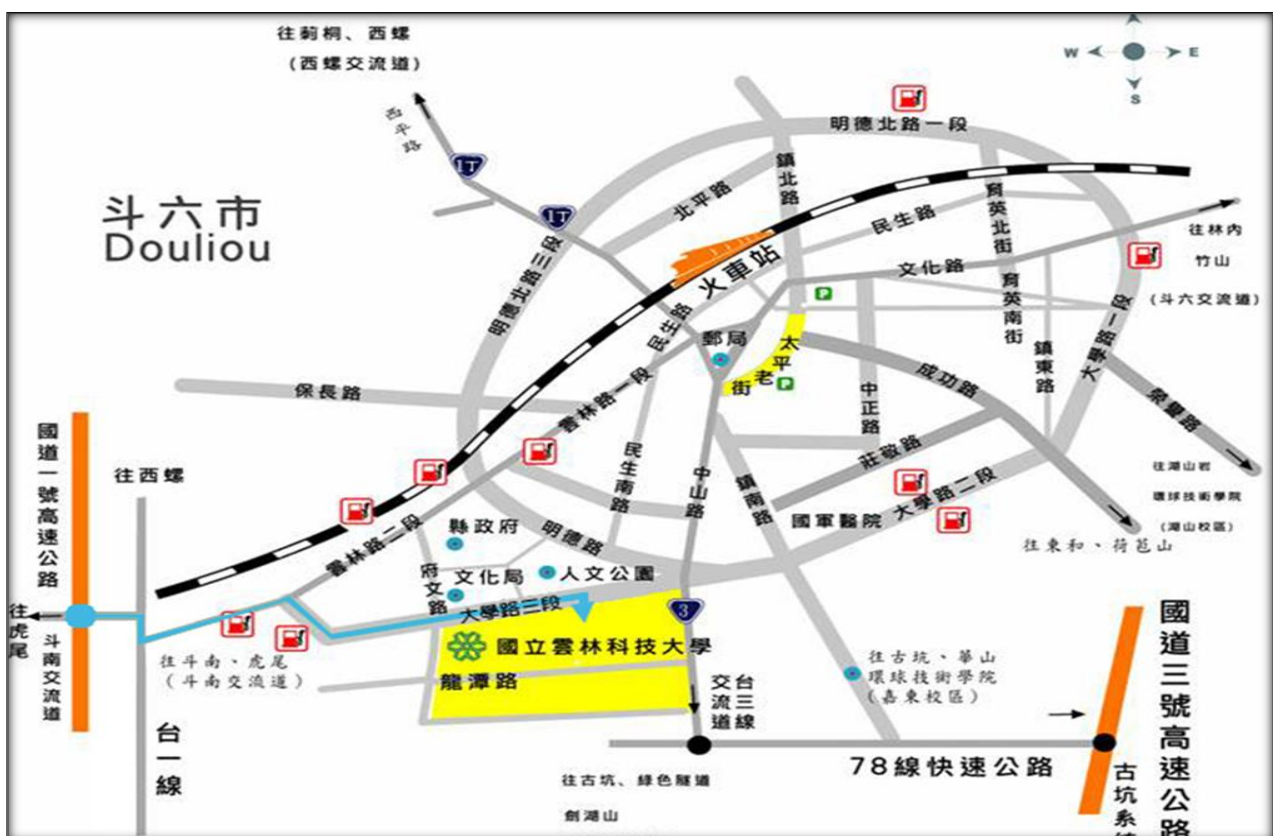 往莿桐、西螺
(西螺交流道)
W
E
S
西平路
1丁
1丁
斗六市
Douliou
明德北路一段
鎮北路
北平路
民生路
育英北街
往林內
竹山
(斗六交流道)
文化路
火車站
明德北路三段
民生路
P
郵局
太平老街
P
育英南街
鎮東路
大學路一段
成功路
中正路
榮譽路
保長路
雲林路一段
民生南路
中山路
鎮南路
莊敬路
大學路二段
國軍醫院
往湖山岩
環球技術學院
(湖山校區)
往東和、荷苞山
國道一號高速公路
往西螺
雲林路二段
縣政府
明德路
府文路
文化局
人文公園
大學路三段
3
往虎尾
斗南交流道
往斗南、虎尾
(斗南交流道)
國立雲林科技大學
龍潭路
台三線
交流道
往古坑、華山
環球技術學院
(嘉東校區)
國道三號高速公路
台一線
78線快速公路
古坑系
往古坑、綠色隧道
劍湖山